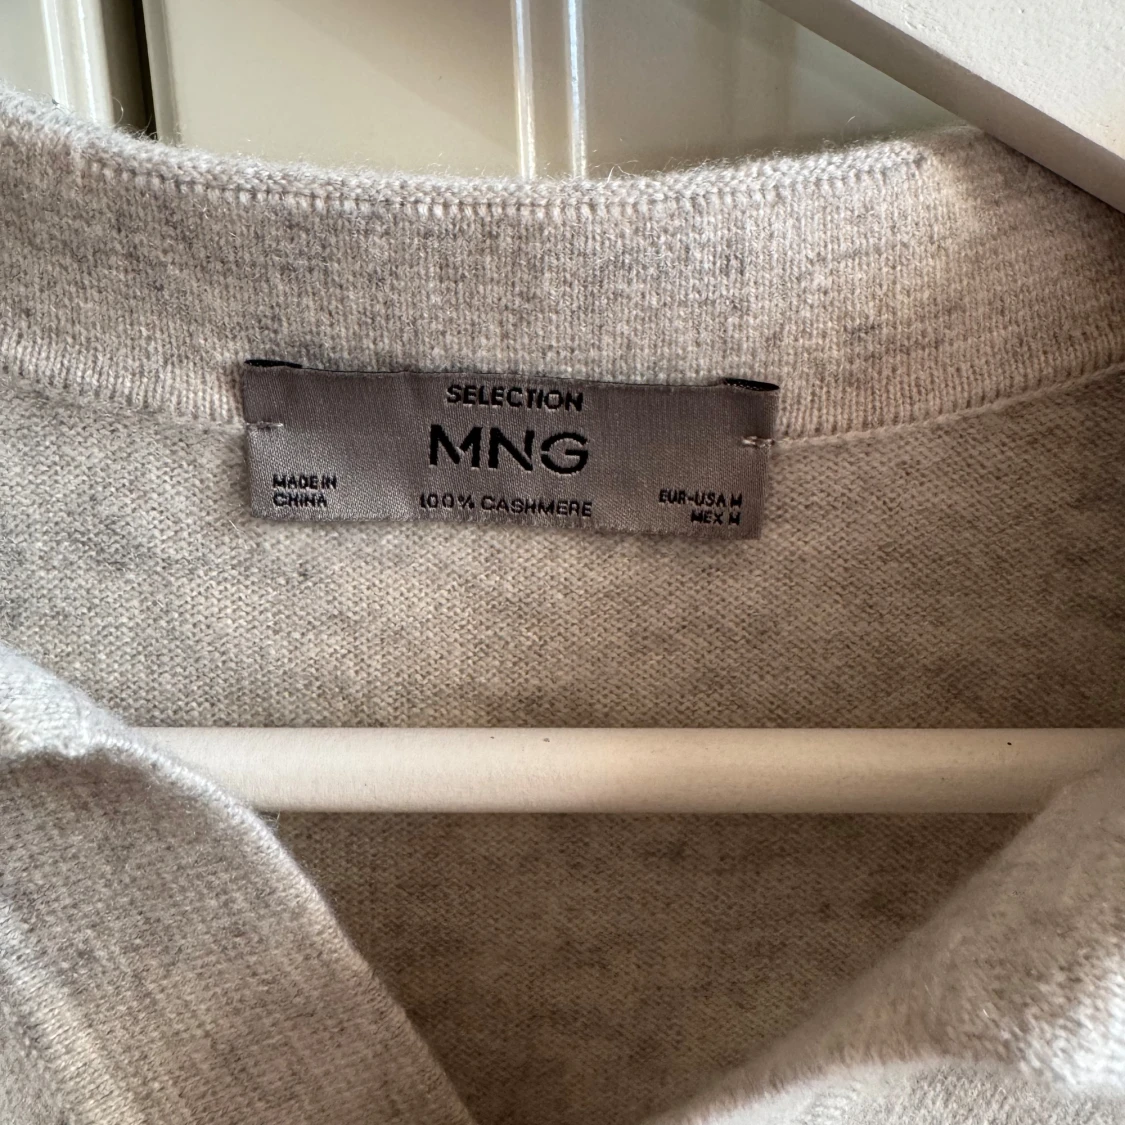 SELECTION
MNG
MADE IN
CHINA
100% CASHMERE
EUR-USA M
MEX M